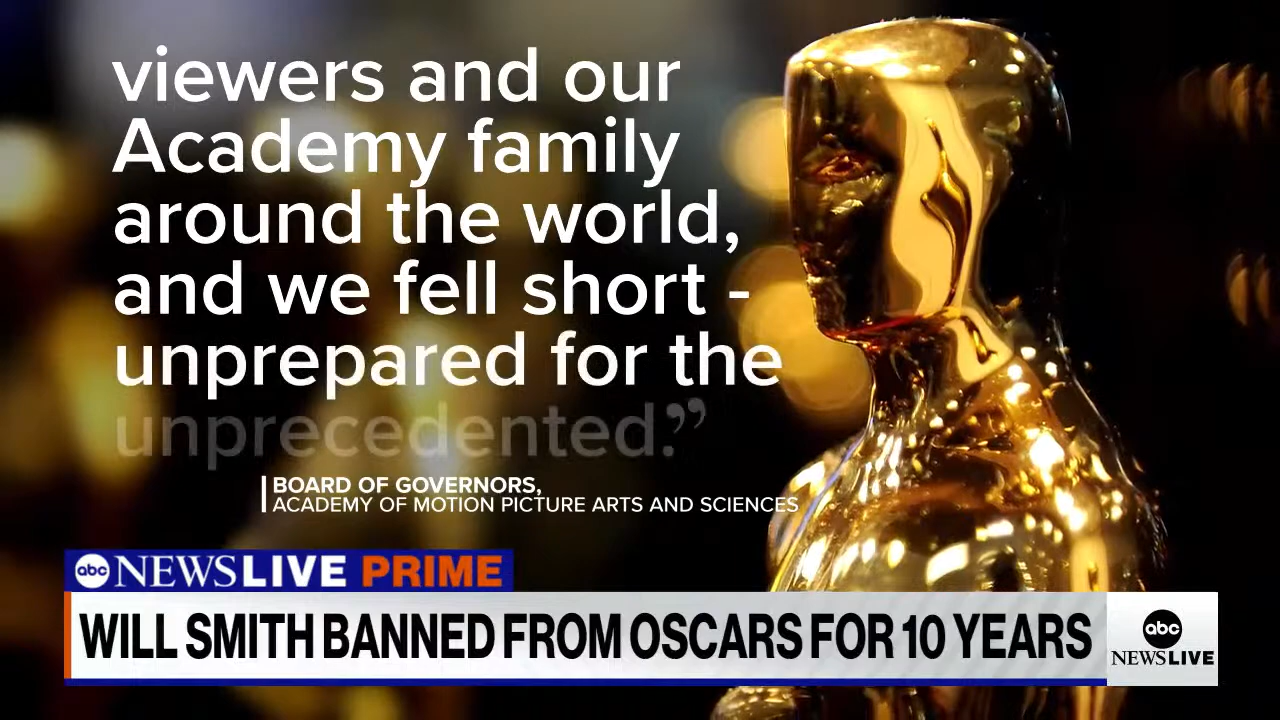 viewers and our
Academy family
around the world,
and we fell short -
unprepared for the
unprecedented.”
BOARD OF GOVERNORS,
ACADEMY OF MOTION PICTURE ARTS AND SCIENCES
abc NEWS LIVE PRIME
WILL SMITH BANNED FROM OSCARS FOR 10 YEARS
abc
NEWS LIVE